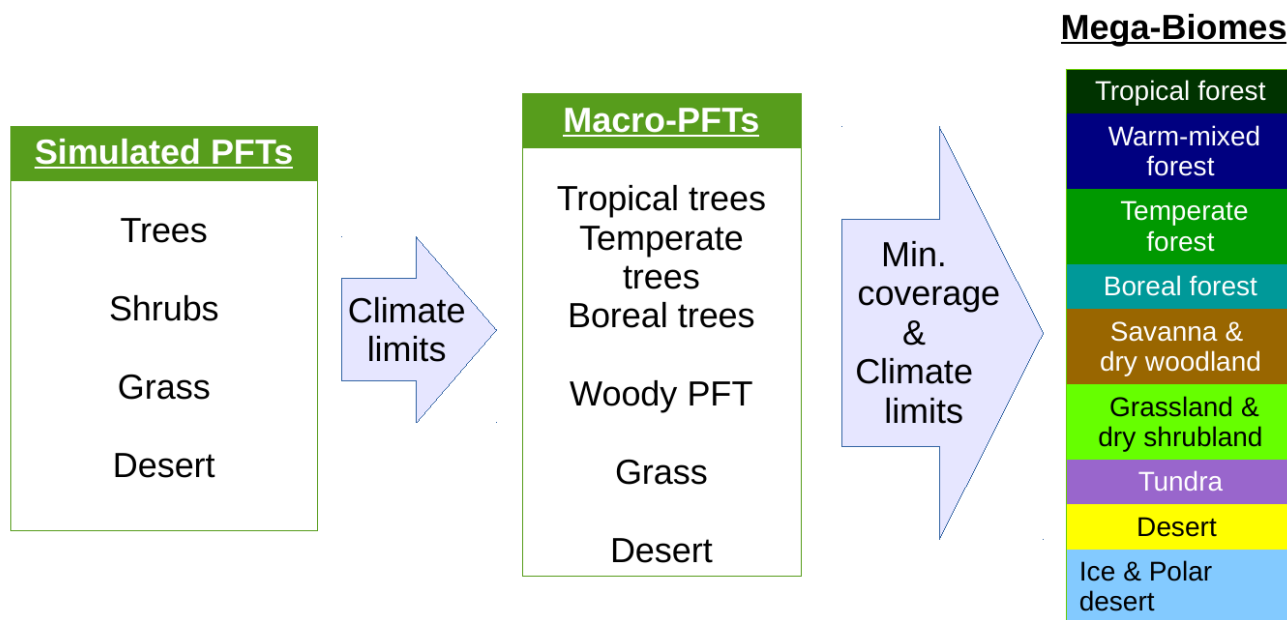 Simulated PFTs
Trees
Shrubs
Grass
Desert
Climate
limits
Macro-PFTs
Tropical trees
Temperate
trees
Boreal trees
Woody PFT
Grass
Desert
Min.
coverage
&
Climate
limits
Mega-Biomes
Tropical forest
Warm-mixed
forest
Temperate
forest
Boreal forest
Savanna &
dry woodland
Grassland &
dry shrubland
Tundra
Desert
Ice & Polar
desert